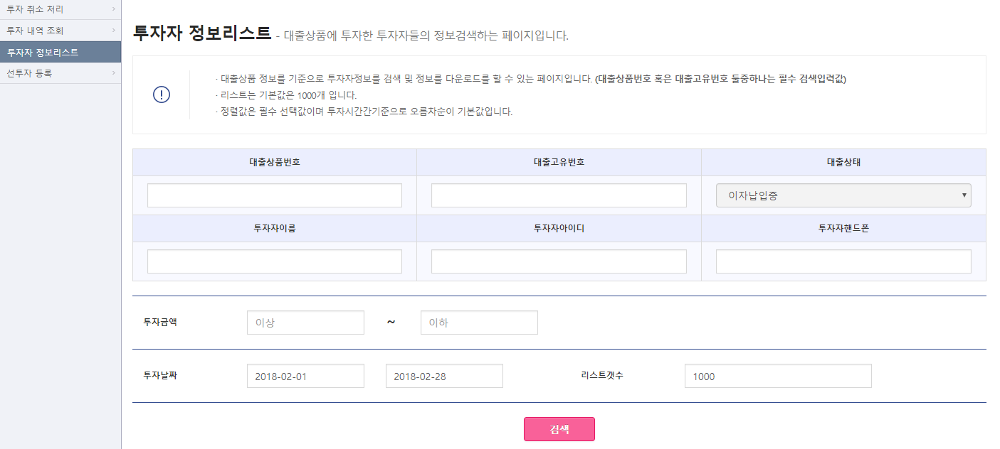 투자 취소 처리
투자 내역 조회
투자자 정보리스트
선투자 등록
투자자 정보리스트 - 대출상품에 투자한 투자자들의 정보검색하는 페이지입니다.
· 대출상품 정보를 기준으로 투자자정보를 검색 및 정보를 다운로드를 할 수 있는 페이지입니다. (대출상품번호 혹은 대출고유번호 둘중하나는 필수 검색입력값)
· 리스트는 기본값은 1000개 입니다.
· 정렬값은 필수 선택값이며 투자시간간기준으로 오름차순이 기본값입니다.
대출상품번호 대출고유번호 대출상태
이자납입중
투자자이름 투자자아이디 투자자핸드폰
투자금액 이상 ~ 이하
투자날짜 2018-02-01 2018-02-28 리스트갯수 1000
검색